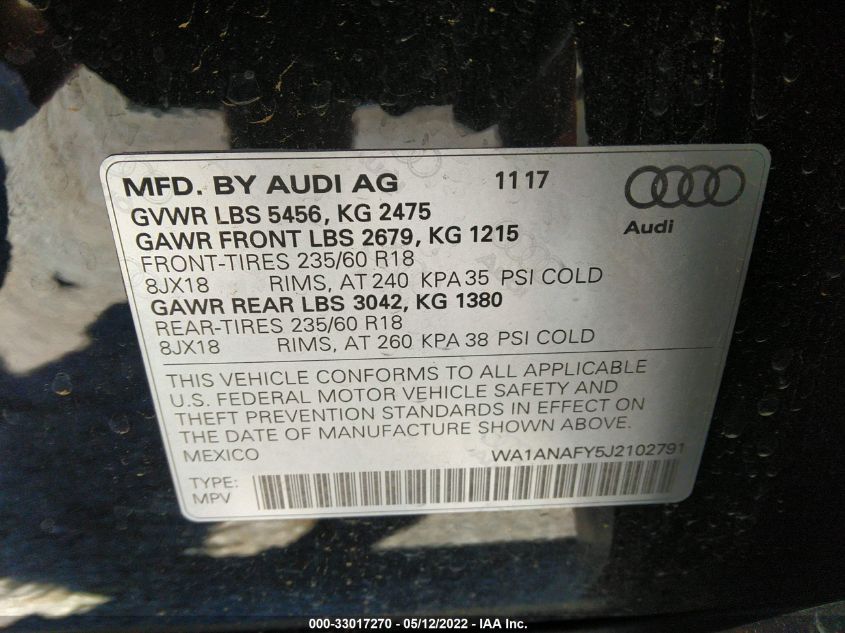 MFD. BY AUDI AG 11 17
GVWR LBS 5456, KG 2475
GAWR FRONT LBS 2679, KG 1215
Audi
FRONT-TIRES 235/60 R18
8JX18 RIMS, AT 240 KPA 35 PSI COLD
GAWR REAR LBS 3042, KG 1380
REAR-TIRES 235/60 R18
8JX18 RIMS, AT 260 KPA 38 PSI COLD
THIS VEHICLE CONFORMS TO ALL APPLICABLE
U.S. FEDERAL MOTOR VEHICLE SAFETY AND
THEFT PREVENTION STANDARDS IN EFFECT ON
THE DATE OF MANUFACTURE SHOWN ABOVE.
MEXICO WA1ANAFY5J2102791
TYPE:
MPV
000-33017270 - 05/12/2022 - IAA Inc.